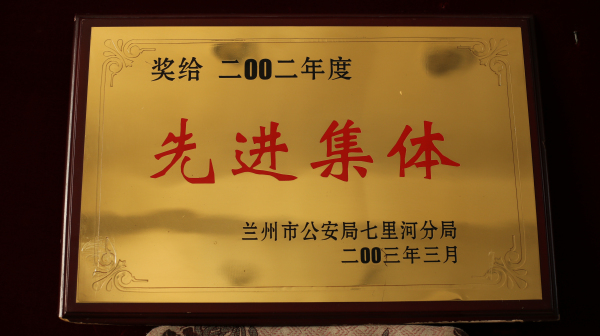 奖给 二00二年度
先进集体
兰州市公安局七里河分局
二00三年三月